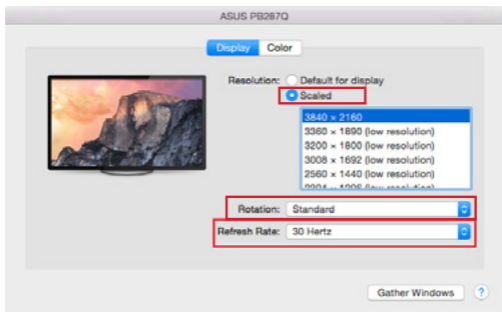 ASUS PB287Q
Display Color
Resolution: Default for display
Scaled
3840 × 2160
3360 × 1890 (low resolution)
3200 × 1800 (low resolution)
3008 × 1692 (low resolution)
2560 × 1440 (low resolution)
Rotation: Standard
Refresh Rate: 30 Hertz
Gather Windows ?